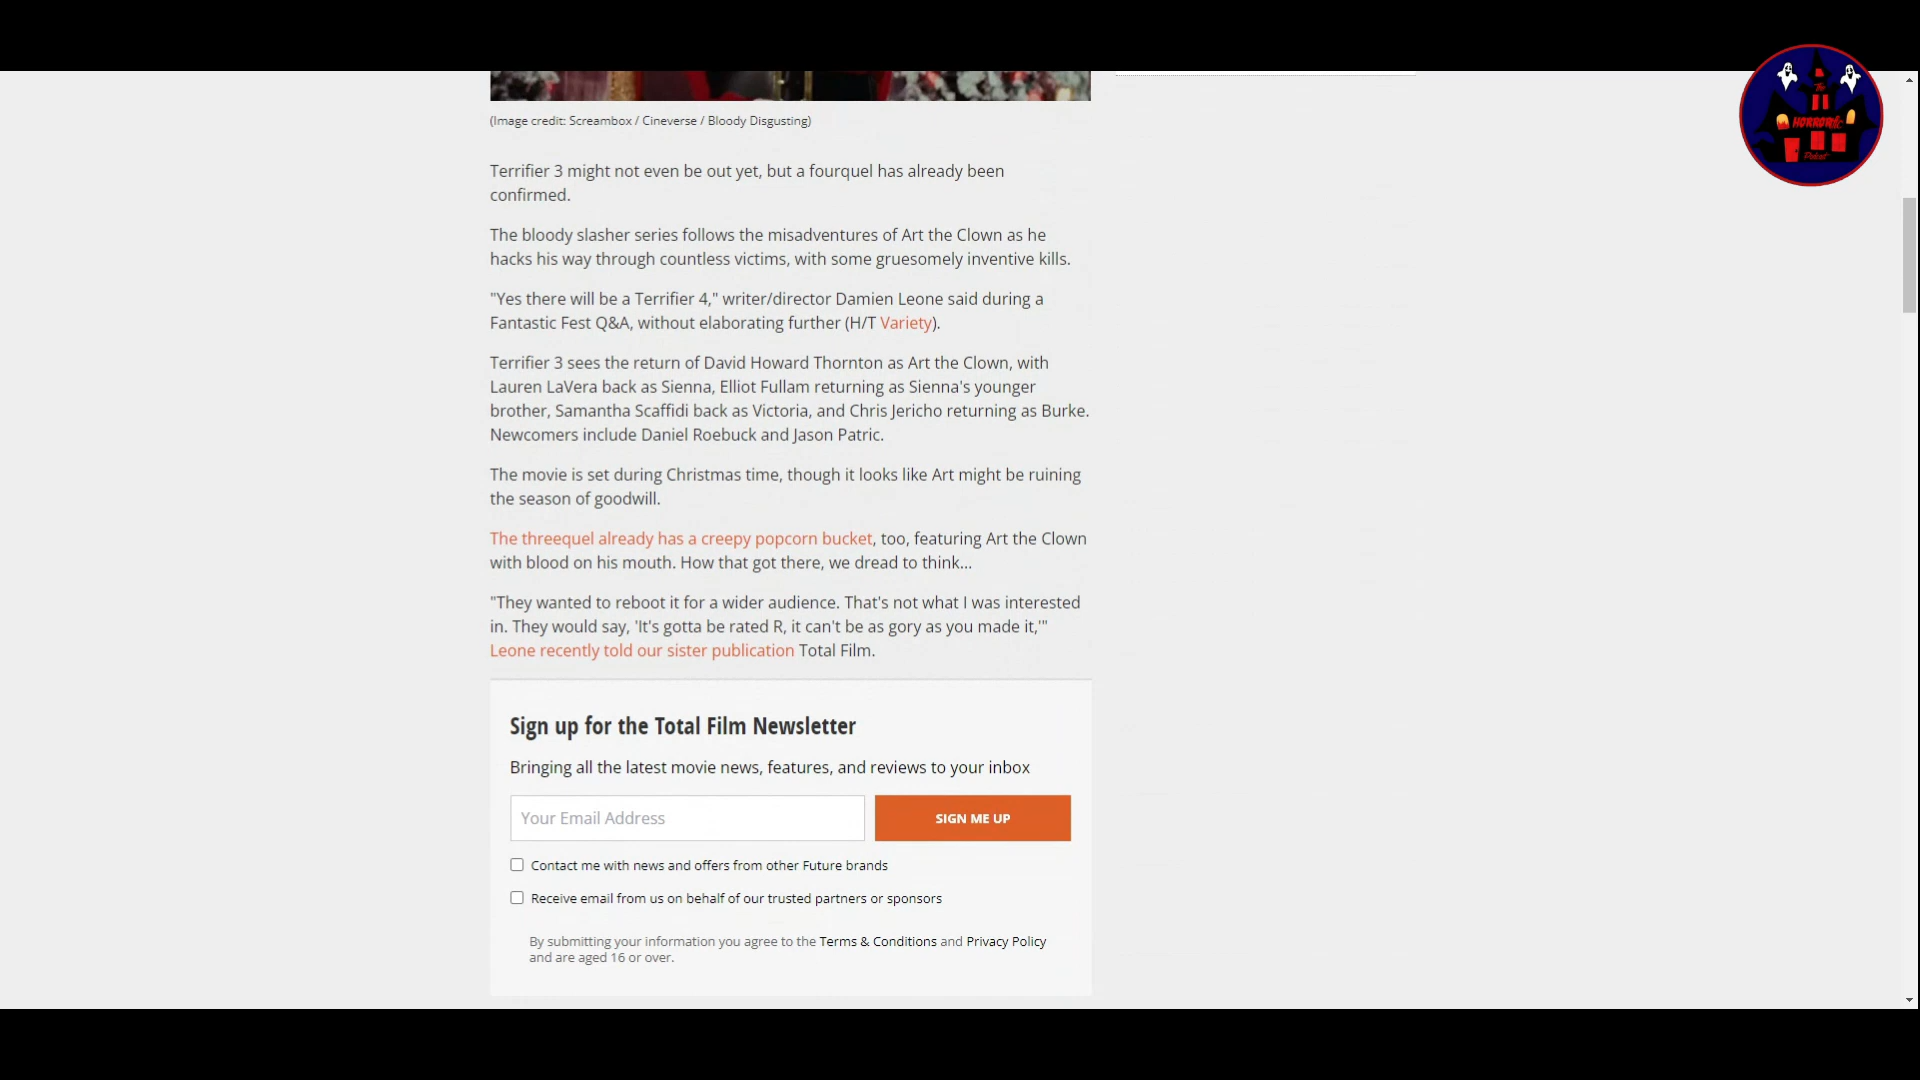 (Image credit: Screambox / Cineverse / Bloody Disgusting)
The
HORRORific
Podcast
Terrifier 3 might not even be out yet, but a fourquel has already been
confirmed.
The bloody slasher series follows the misadventures of Art the Clown as he
hacks his way through countless victims, with some gruesomely inventive kills.
"Yes there will be a Terrifier 4," writer/director Damien Leone said during a
Fantastic Fest Q&A, without elaborating further (H/T Variety).
Terrifier 3 sees the return of David Howard Thornton as Art the Clown, with
Lauren LaVera back as Sienna, Elliot Fullam returning as Sienna's younger
brother, Samantha Scaffidi back as Victoria, and Chris Jericho returning as Burke.
Newcomers include Daniel Roebuck and Jason Patric.
The movie is set during Christmas time, though it looks like Art might be ruining
the season of goodwill.
The threequel already has a creepy popcorn bucket, too, featuring Art the Clown
with blood on his mouth. How that got there, we dread to think...
"They wanted to reboot it for a wider audience. That's not what I was interested
in. They would say, 'It's gotta be rated R, it can't be as gory as you made it,'"
Leone recently told our sister publication Total Film.
Sign up for the Total Film Newsletter
Bringing all the latest movie news, features, and reviews to your inbox
Your Email Address
SIGN ME UP
Contact me with news and offers from other Future brands
Receive email from us on behalf of our trusted partners or sponsors
By submitting your information you agree to the Terms & Conditions and Privacy Policy
and are aged 16 or over.